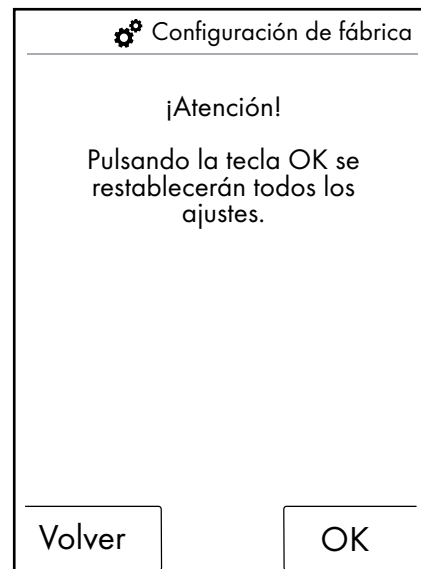 Configuración de fábrica
¡Atención!
Pulsando la tecla OK se
restablecerán todos los
ajustes.
Volver
OK